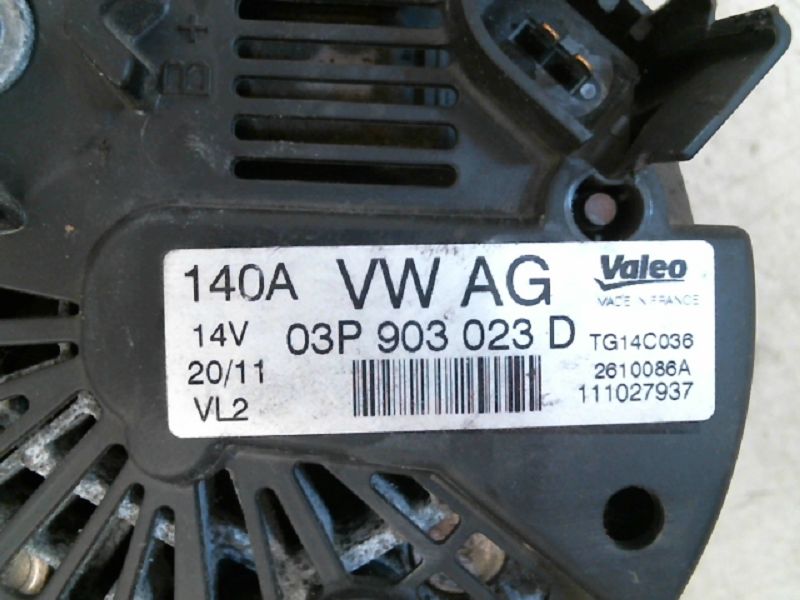 B+
140A VW AG Valeo
MADE IN FRANCE
14V 03P 903 023 D TG14C036
20/11 2610086A
VL2 111027937